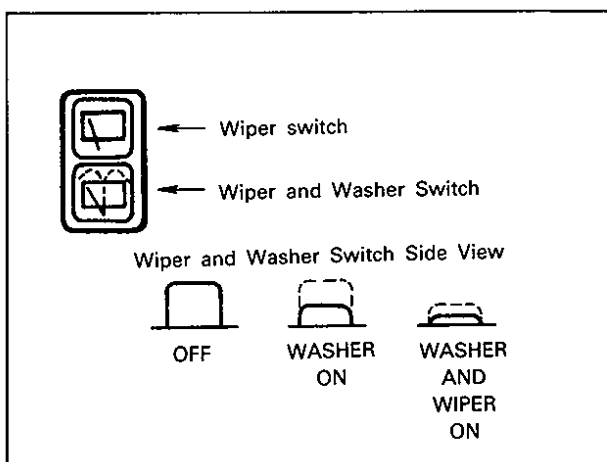 Wiper switch
Wiper and Washer Switch
Wiper and Washer Switch Side View
OFF
WASHER
ON
WASHER
AND
WIPER
ON